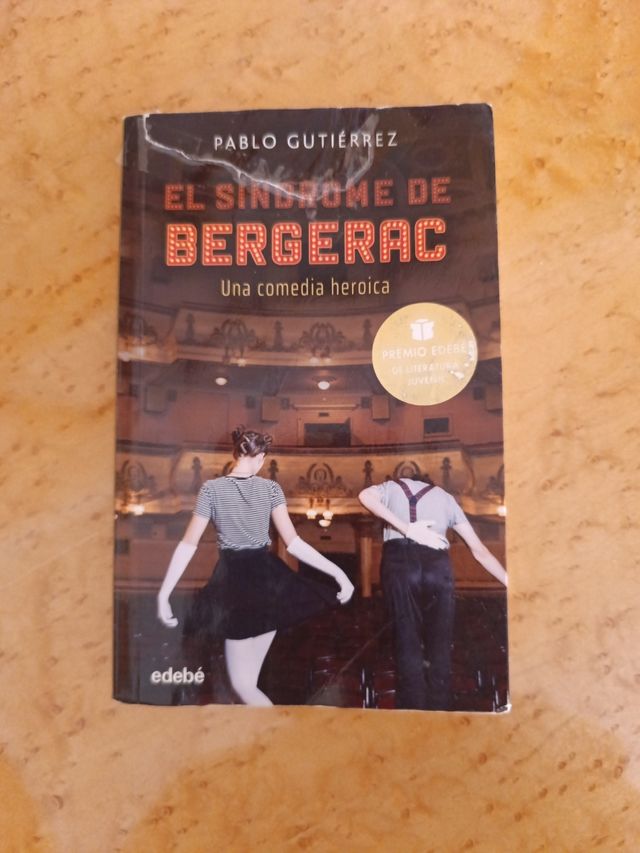 PABLO GUTIÉRREZ
EL SÍNDROME DE
BERGERAC
Una comedia heroica
PREMIO EDEBÉ
DE LITERATURA
JUVENIL
edebé